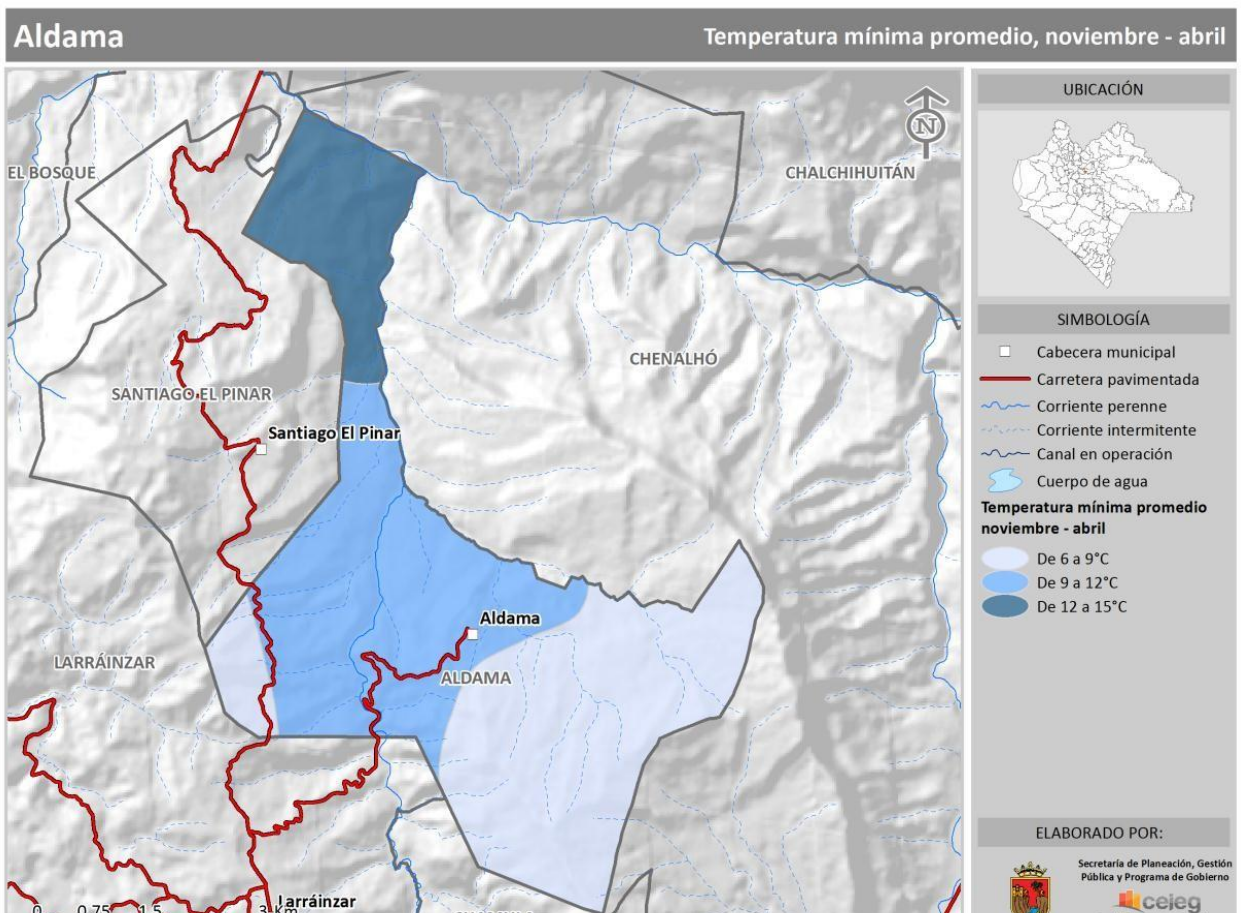 Aldama
Temperatura mínima promedio, noviembre - abril
EL BOSQUE
CHALCHIHUITÁN
N
CHENALHÓ
SANTIAGO EL PINAR
Santiago El Pinar
Aldama
LARRÁINZAR
ALDAMA
Larráinzar
0 0.75 1.5 3 Km
UBICACIÓN
SIMBOLOGÍA
Cabecera municipal
Carretera pavimentada
Corriente perenne
Corriente intermitente
Canal en operación
Cuerpo de agua
Temperatura mínima promedio
noviembre - abril
De 6 a 9°C
De 9 a 12°C
De 12 a 15°C
ELABORADO POR:
Secretaría de Planeación, Gestión
Pública y Programa de Gobierno
ceieg